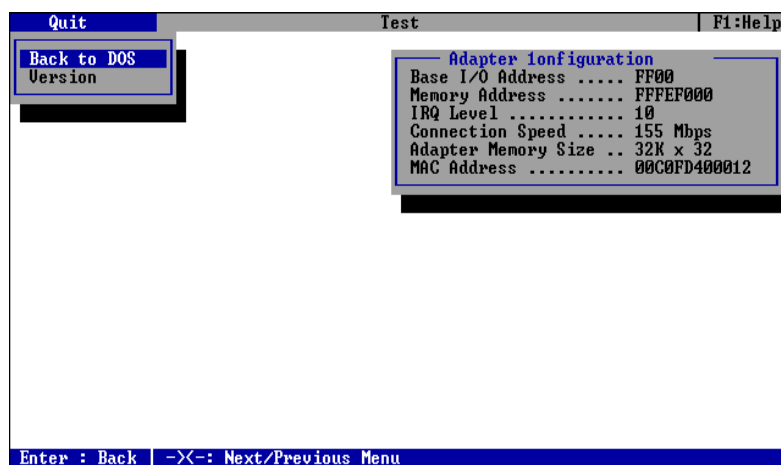 Quit Test F1:Help
Back to DOS
Version
Adapter 1onfiguration
Base I/O Address ..... FF00
Memory Address ....... FFFEF000
IRQ Level ............ 10
Connection Speed ..... 155 Mbps
Adapter Memory Size .. 32K x 32
MAC Address .......... 00C0FD400012
Enter : Back | -><-: Next/Previous Menu